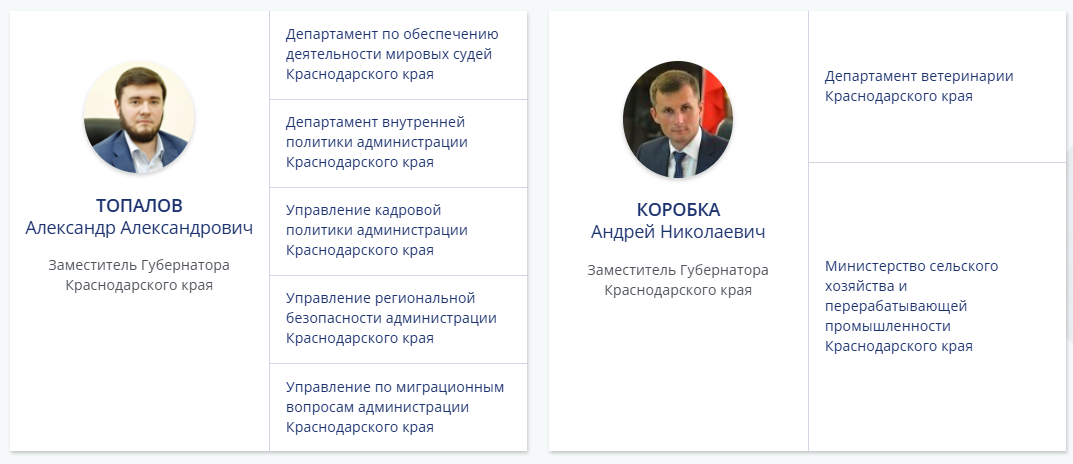 ТОПАЛОВ
Александр Александрович
Заместитель Губернатора
Краснодарского края
Департамент по обеспечению
деятельности мировых судей
Краснодарского края
Департамент внутренней
политики администрации
Краснодарского края
Управление кадровой
политики администрации
Краснодарского края
Управление региональной
безопасности администрации
Краснодарского края
Управление по миграционным
вопросам администрации
Краснодарского края
КОРОБКА
Андрей Николаевич
Заместитель Губернатора
Краснодарского края
Департамент ветеринарии
Краснодарского края
Министерство сельского
хозяйства и
перерабатывающей
промышленности
Краснодарского края